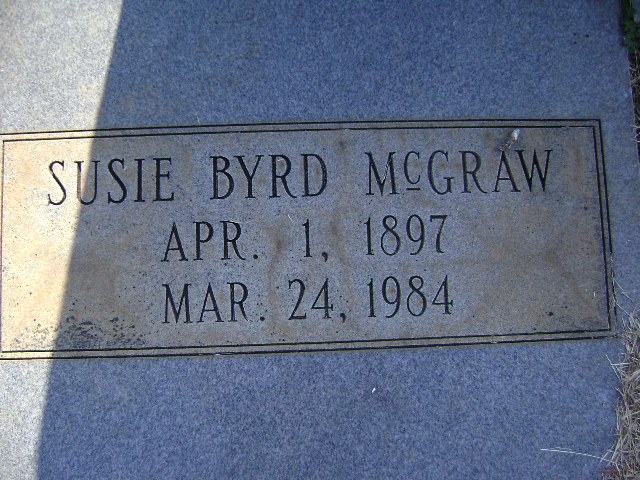 SUSIE BYRD McGRAW
APR. 1, 1897
MAR. 24, 1984